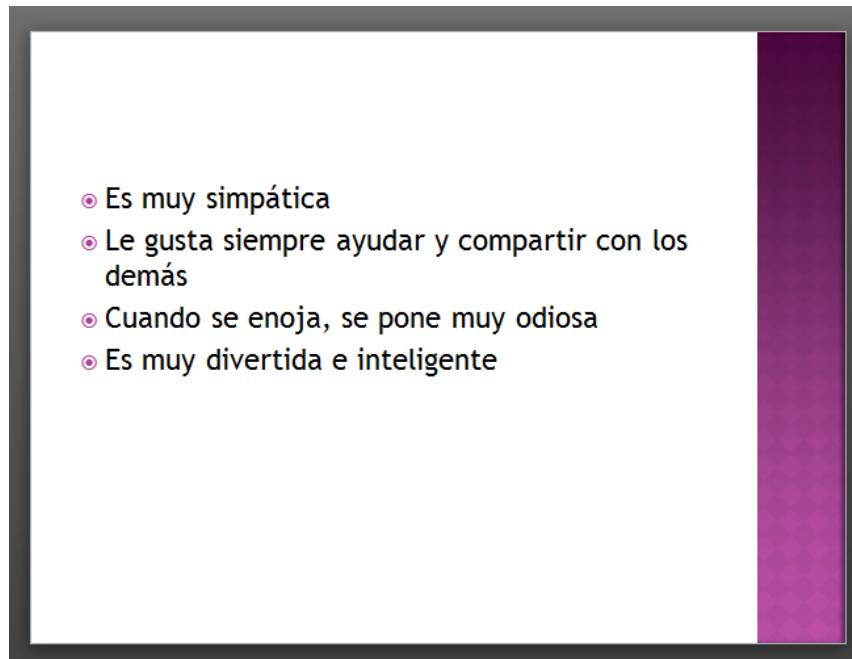 Es muy simpática
Le gusta siempre ayudar y compartir con los
demás
Cuando se enoja, se pone muy odiosa
Es muy divertida e inteligente